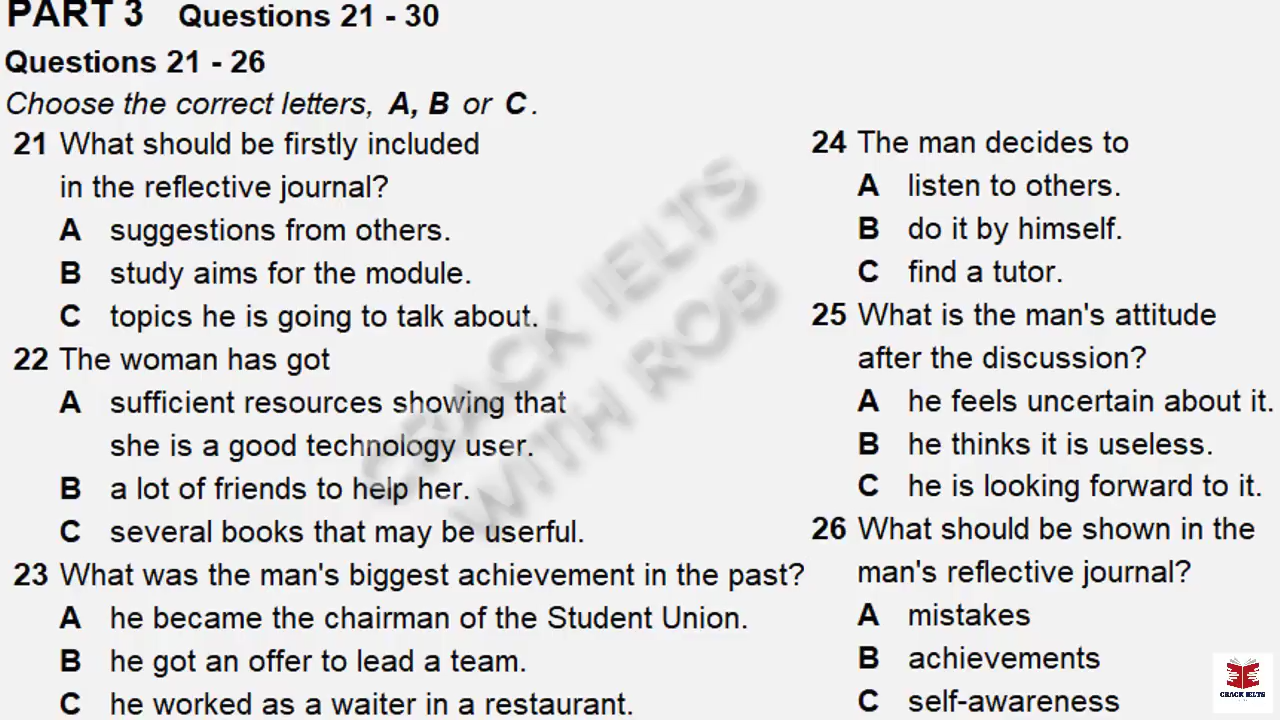 PART 3 Questions 21 - 30
Questions 21 - 26
Choose the correct letters, A, B or C.
21 What should be firstly included
in the reflective journal?
A suggestions from others.
B study aims for the module.
C topics he is going to talk about.
22 The woman has got
A sufficient resources showing that
she is a good technology user.
B a lot of friends to help her.
C several books that may be userful.
23 What was the man's biggest achievement in the past?
A he became the chairman of the Student Union.
B he got an offer to lead a team.
C he worked as a waiter in a restaurant.
24 The man decides to
A listen to others.
B do it by himself.
C find a tutor.
25 What is the man's attitude
after the discussion?
A he feels uncertain about it.
B he thinks it is useless.
C he is looking forward to it.
26 What should be shown in the
man's reflective journal?
A mistakes
B achievements
C self-awareness
CRACK IELTS
WITH ROB
CRACK IELTS